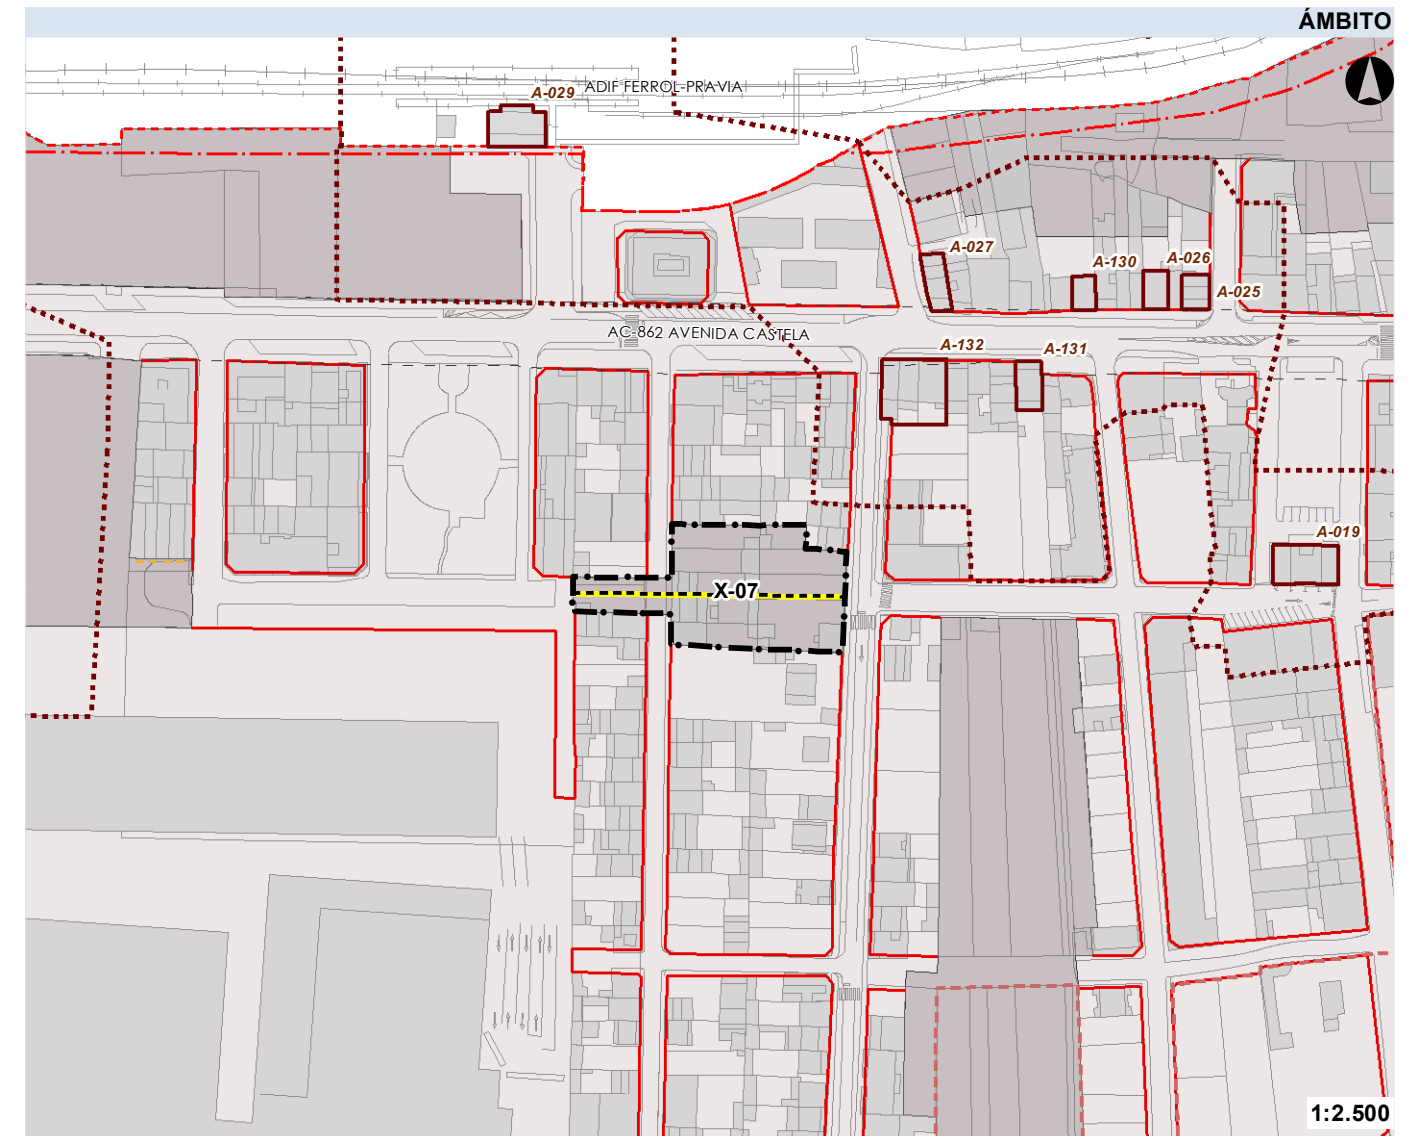 ÁMBITO
ADIF FERROL-PRAVIA
A-029
A-027
A-130
A-026
A-025
AC-862 AVENIDA CASTELA
A-132
A-131
A-019
X-07
1:2.500